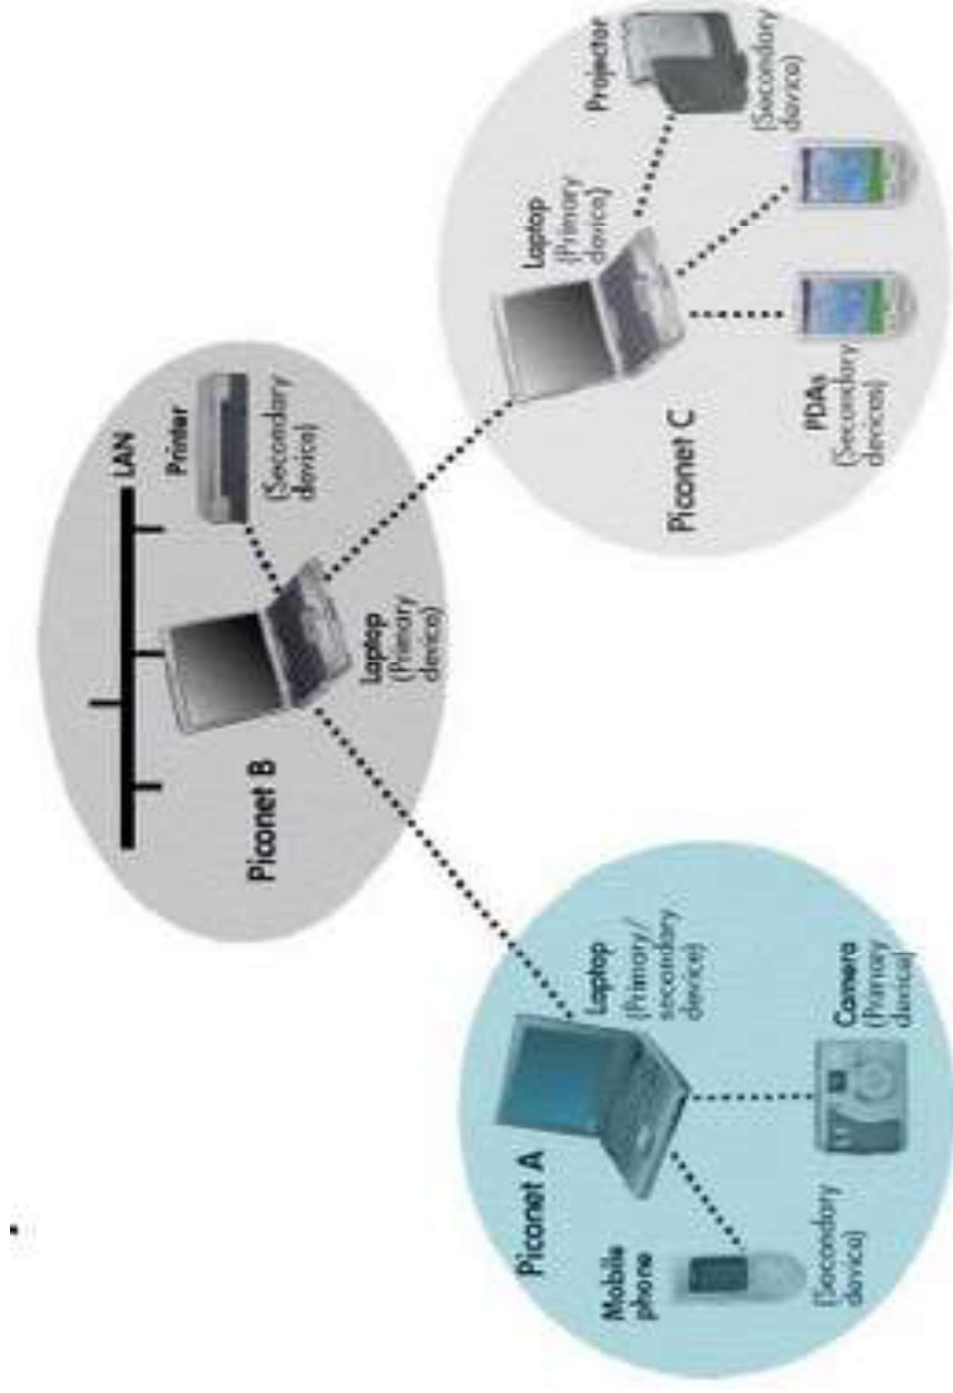 Piconet A
Mobile
phone
(Secondary
device)
Laptop
(Primary/
secondary
device)
Camera
(Primary
device)
Piconet B
LAN
Printer
(Secondary
device)
Laptop
(Primary
device)
Piconet C
Laptop
(Primary
device)
Projector
(Secondary
device)
PDAs
(Secondary
devices)